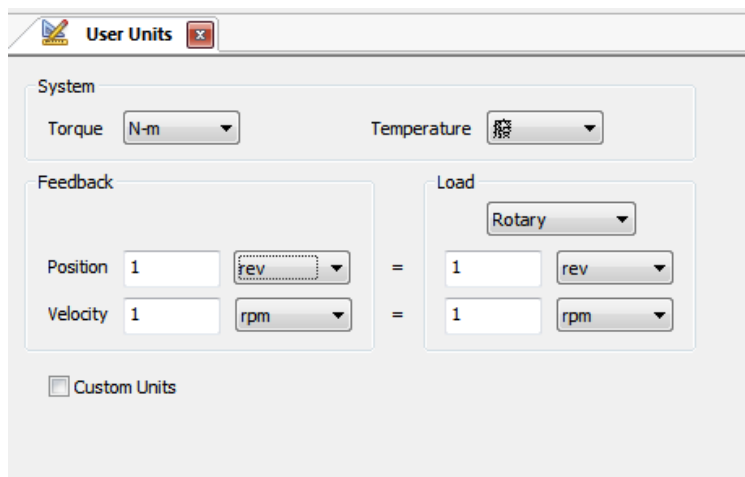 User Units
System
Torque N-m Temperature
Feedback Load
Rotary
Position 1 rev = 1 rev
Velocity 1 rpm = 1 rpm
Custom Units